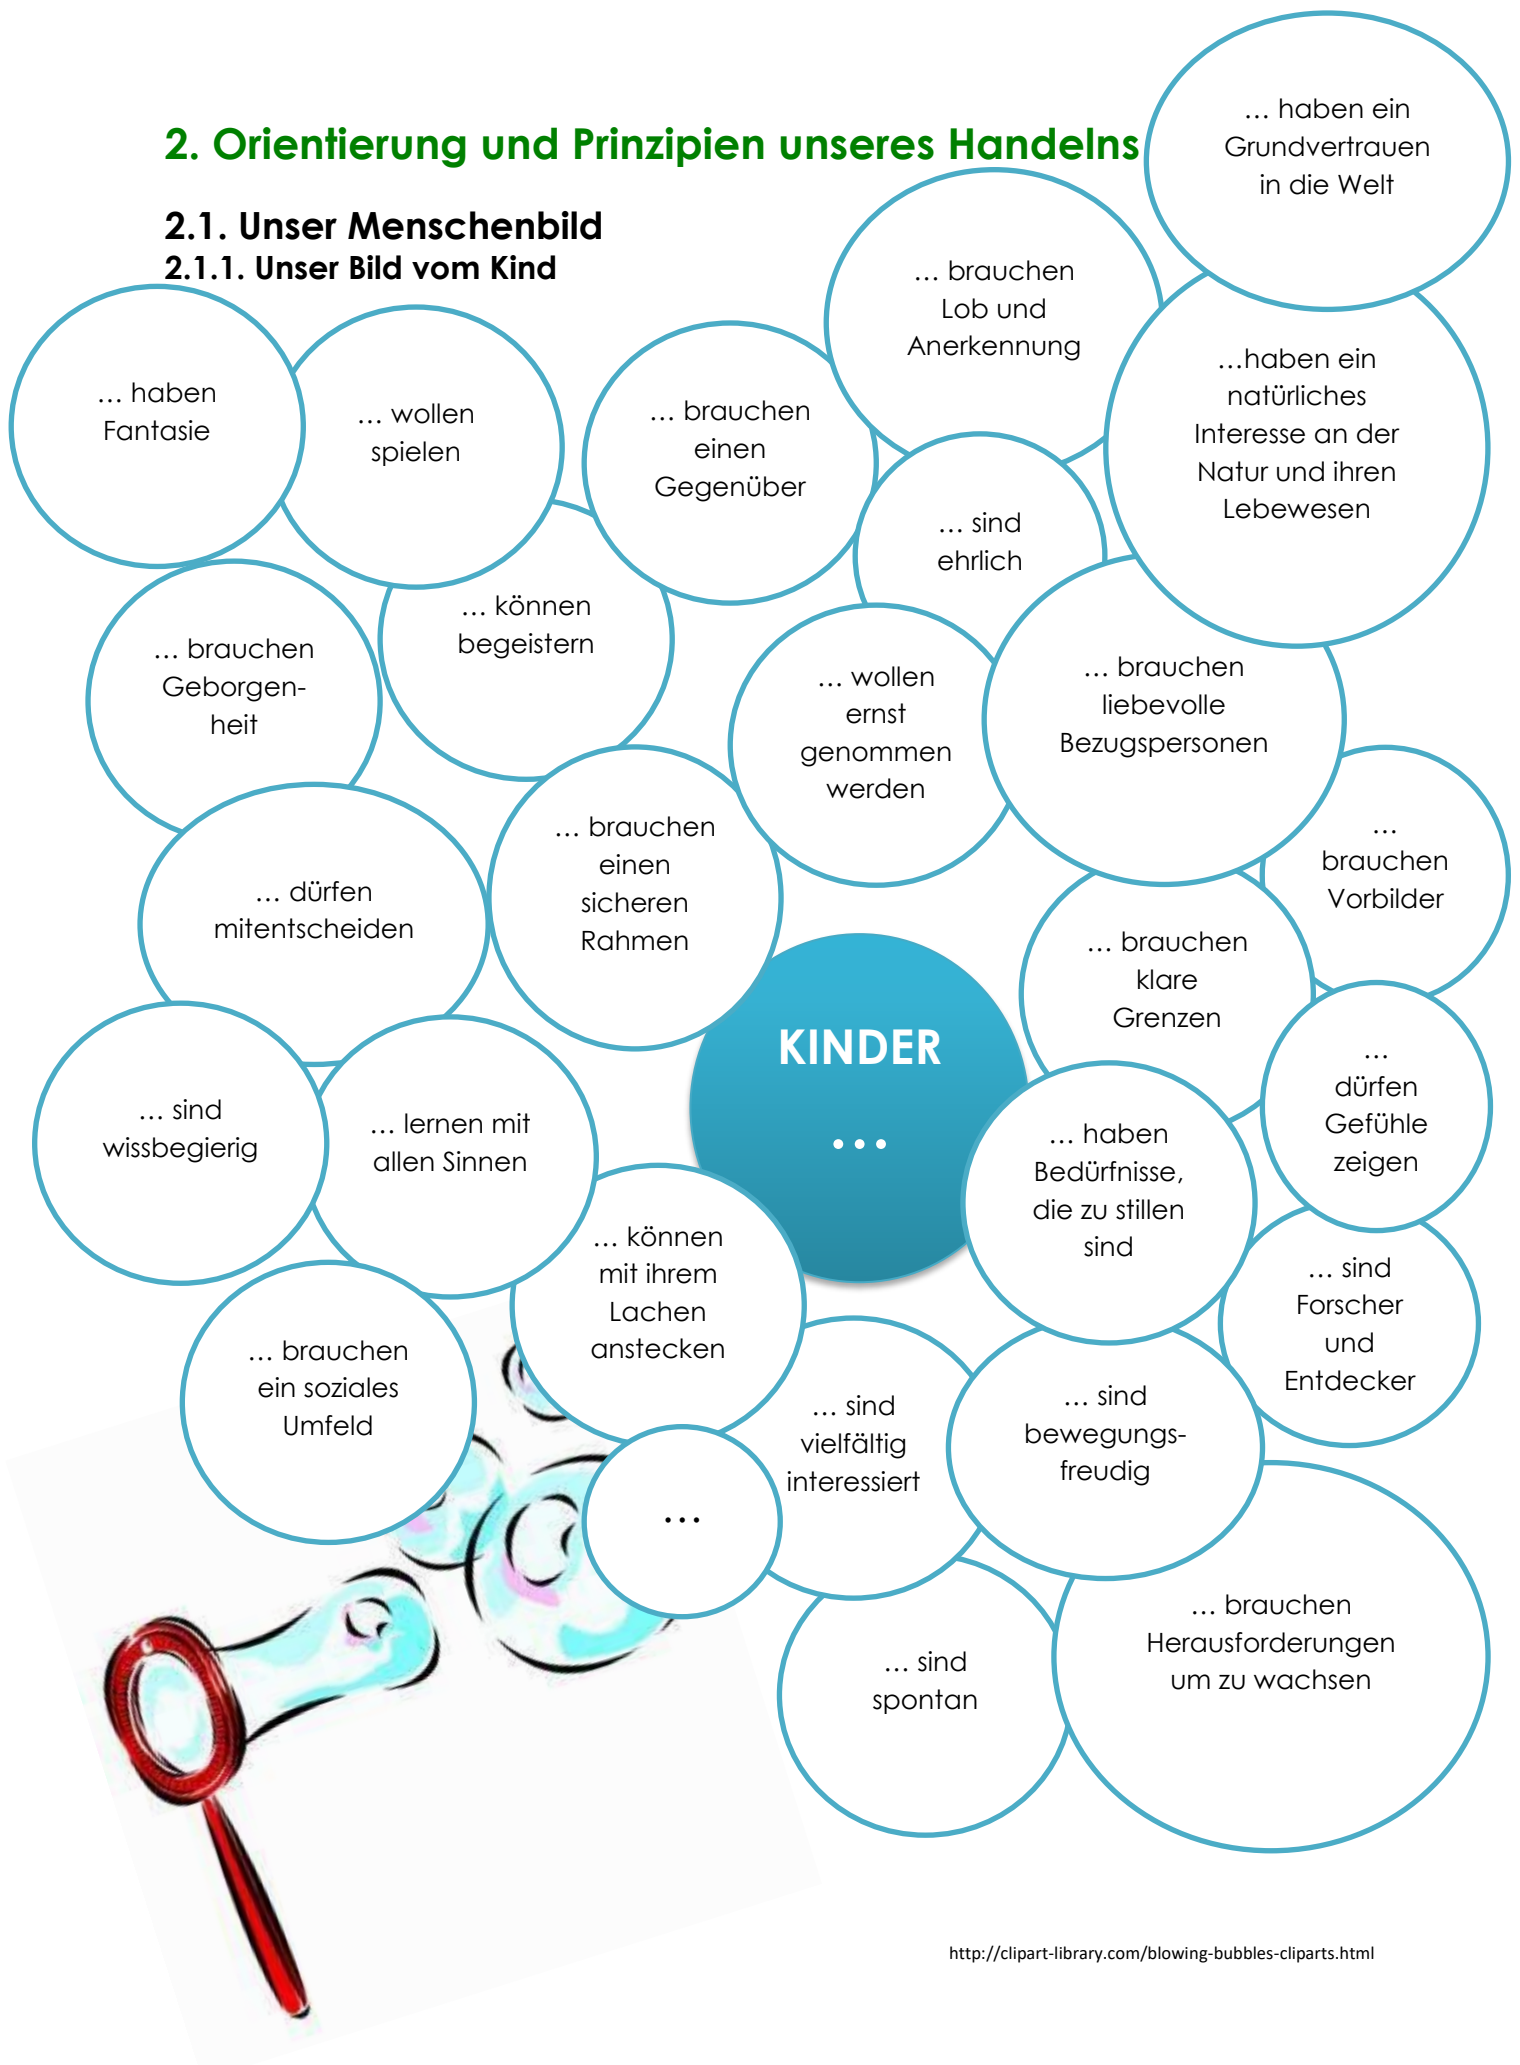 2. Orientierung und Prinzipien unseres Handelns
2.1. Unser Menschenbild
2.1.1. Unser Bild vom Kind
… haben ein
Grundvertrauen
in die Welt
… brauchen
Lob und
Anerkennung
…haben ein
natürliches
Interesse an der
Natur und ihren
Lebewesen
… haben
Fantasie
… wollen
spielen
… brauchen
einen
Gegenüber
… sind
ehrlich
… können
begeistern
… brauchen
Geborgen-
heit
… wollen
ernst
genommen
werden
… brauchen
liebevolle
Bezugspersonen
…
brauchen
Vorbilder
… brauchen
einen
sicheren
Rahmen
… dürfen
mitentscheiden
… brauchen
klare
Grenzen
KINDER
…
…
dürfen
Gefühle
zeigen
… sind
wissbegierig
… lernen mit
allen Sinnen
… haben
Bedürfnisse,
die zu stillen
sind
… können
mit ihrem
Lachen
anstecken
… sind
Forscher
und
Entdecker
… brauchen
ein soziales
Umfeld
… sind
vielfältig
interessiert
… sind
bewegungs-
freudig
…
… brauchen
Herausforderungen
um zu wachsen
… sind
spontan
http://clipart-library.com/blowing-bubbles-cliparts.html